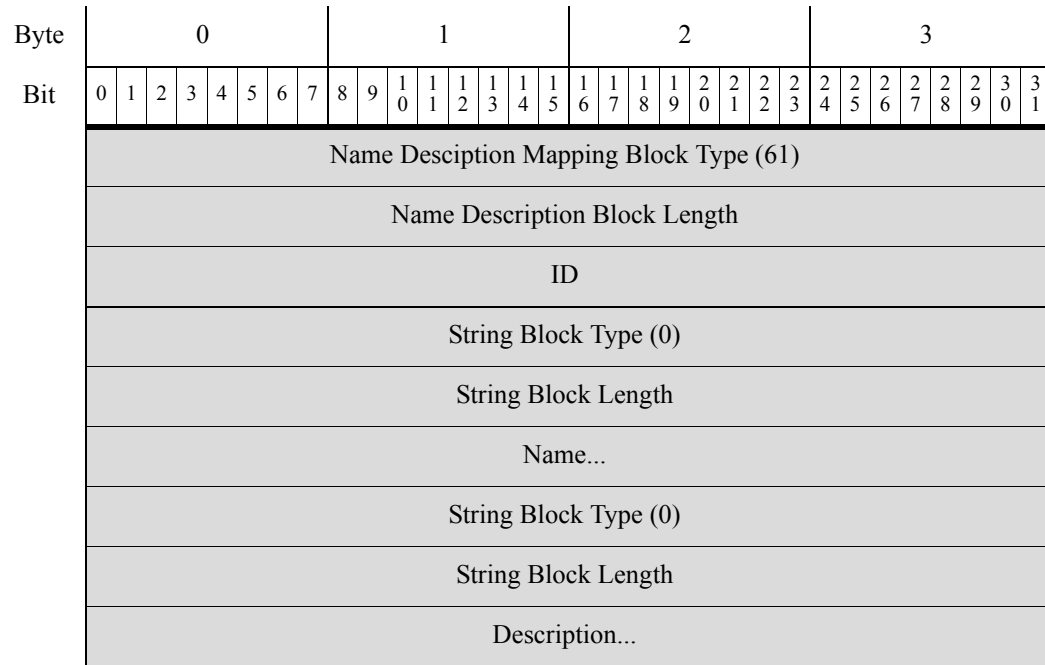 Byte 0 1 2 3
Bit 0 1 2 3 4 5 6 7 8 9 10 11 12 13 14 15 16 17 18 19 20 21 22 23 24 25 26 27 28 29 30 31
Name Desciption Mapping Block Type (61)
Name Description Block Length
ID
String Block Type (0)
String Block Length
Name...
String Block Type (0)
String Block Length
Description...